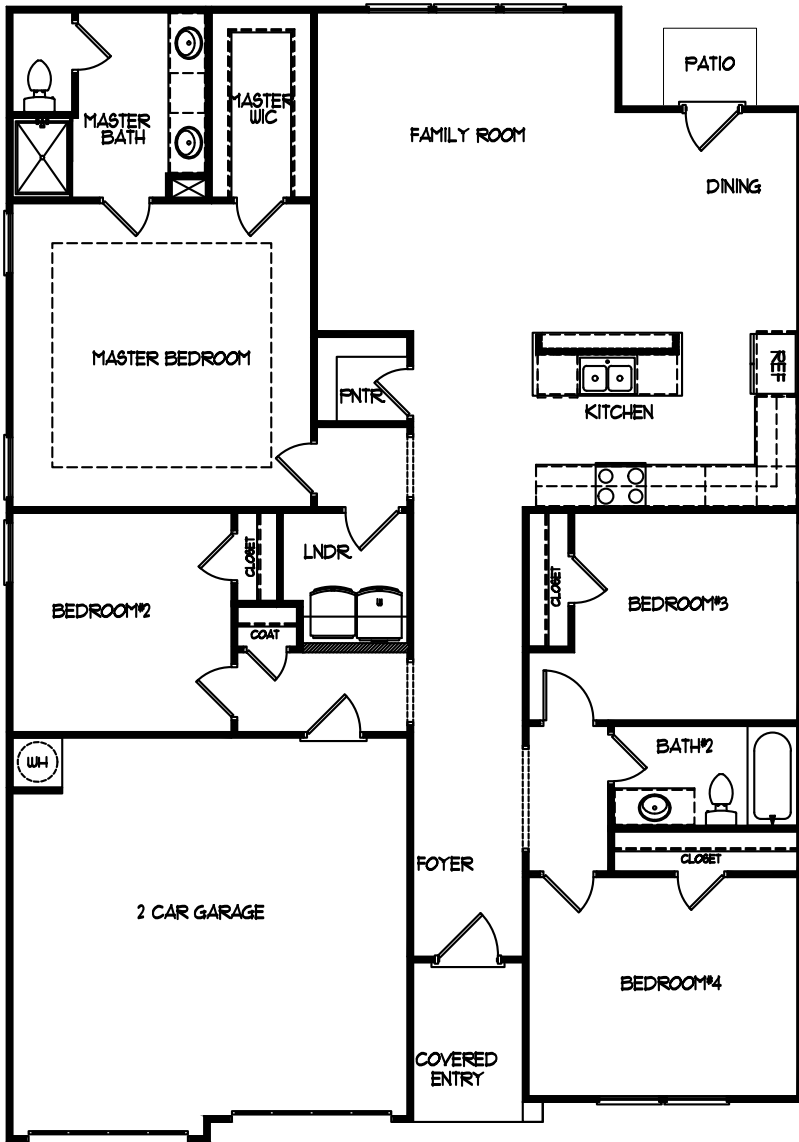 PATIO
MASTER
BATH
MASTER
WIC
FAMILY ROOM
DINING
MASTER BEDROOM
REF
PNTR
KITCHEN
LNDR
CLOSET
CLOSET
BEDROOM#2
BEDROOM#3
W
COAT
BATH#2
WH
CLOSET
FOYER
2 CAR GARAGE
BEDROOM#4
COVERED
ENTRY